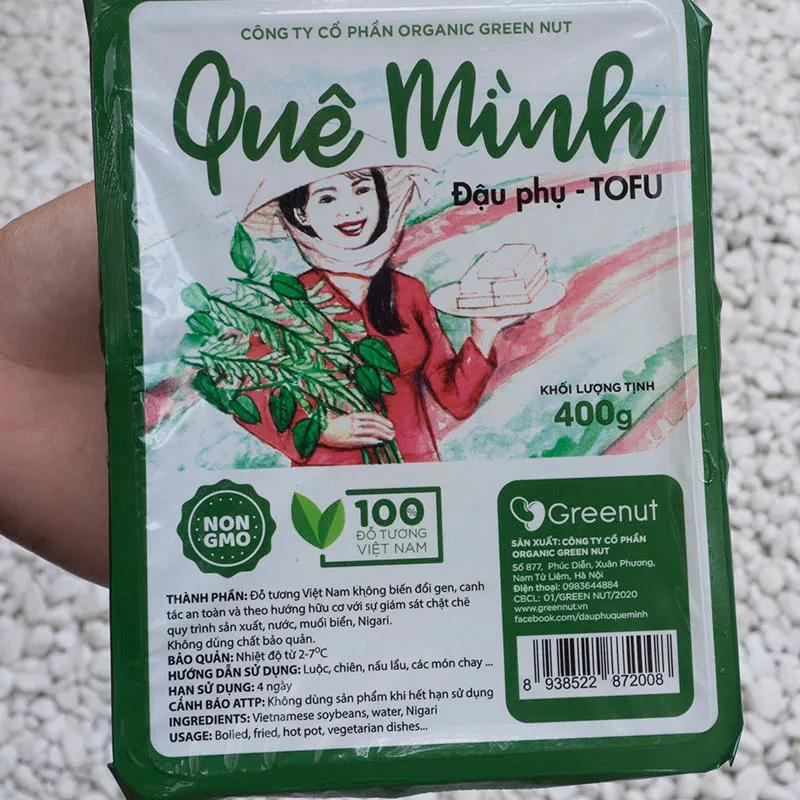 CÔNG TY CỔ PHẦN ORGANIC GREEN NUT
Quê Mình
Đậu phụ - TOFU
KHỐI LƯỢNG TỊNH
400g
NON
GMO
100%
ĐỖ TƯƠNG
VIỆT NAM
THÀNH PHẦN: Đỗ tương Việt Nam không biến đổi gen, canh
tác an toàn và theo hướng hữu cơ với sự giám sát chặt chẽ
quy trình sản xuất, nước, muối biển, Nigari.
Không dùng chất bảo quản.
BẢO QUẢN: Nhiệt độ từ 2-7°C
HƯỚNG DẪN SỬ DỤNG: Luộc, chiên, nấu lẩu, các món chay ...
HẠN SỬ DỤNG: 4 ngày
CẢNH BÁO ATTP: Không dùng sản phẩm khi hết hạn sử dụng
INGREDIENTS: Vietnamese soybeans, water, Nigari
USAGE: Boiled, fried, hot pot, vegetarian dishes...
Greenut
SẢN XUẤT: CÔNG TY CỔ PHẦN
ORGANIC GREEN NUT
Số 877, Phúc Diễn, Xuân Phương,
Nam Từ Liêm, Hà Nội
Điện thoại: 0983644884
CBCL: 01/GREEN NUT/2020
www.greennut.vn
facebook.com/dauphuqueminh
8 938522 872008